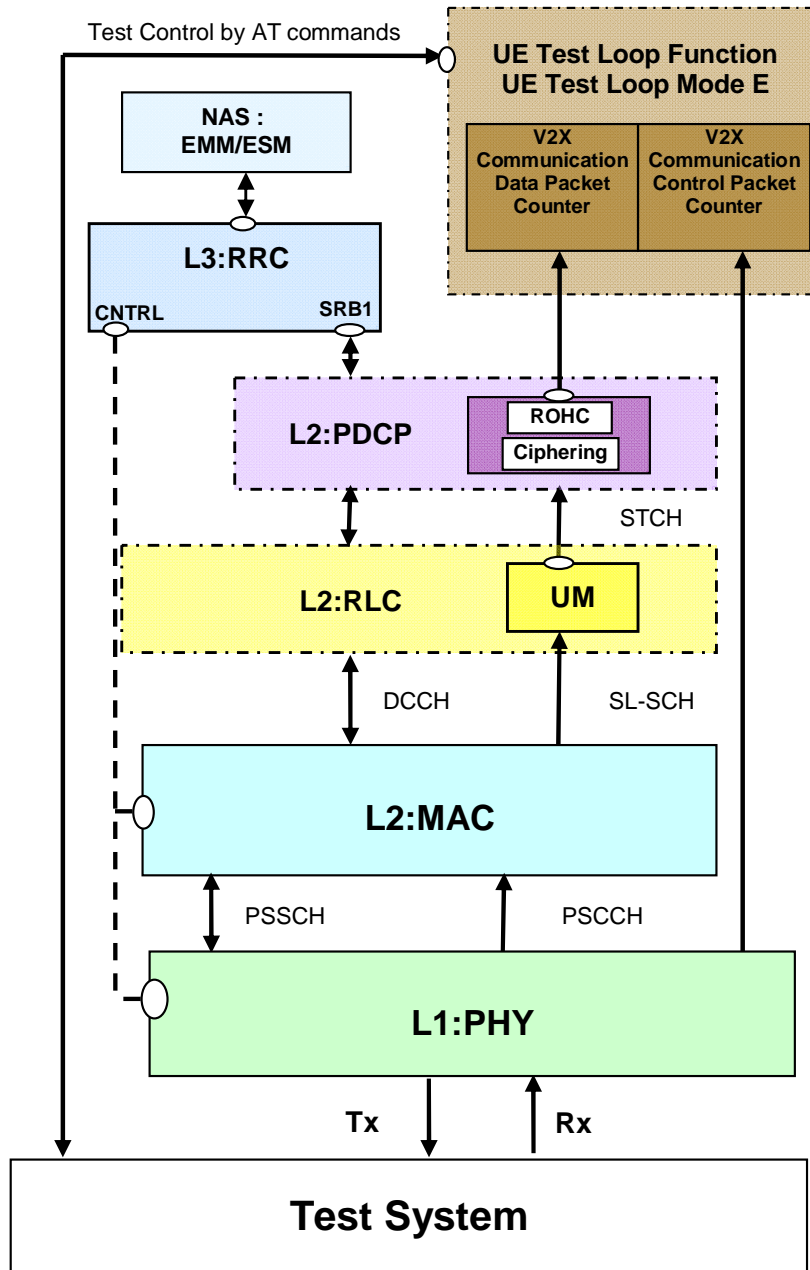 Test Control by AT commands
UE Test Loop Function
UE Test Loop Mode E
NAS :
EMM/ESM
V2X
Communication
Data Packet
Counter
V2X
Communication
Control Packet
Counter
L3:RRC
CNTRL
SRB1
L2:PDCP
ROHC
Ciphering
STCH
L2:RLC
UM
DCCH
SL-SCH
L2:MAC
PSSCH
PSCCH
L1:PHY
Tx
Rx
Test System